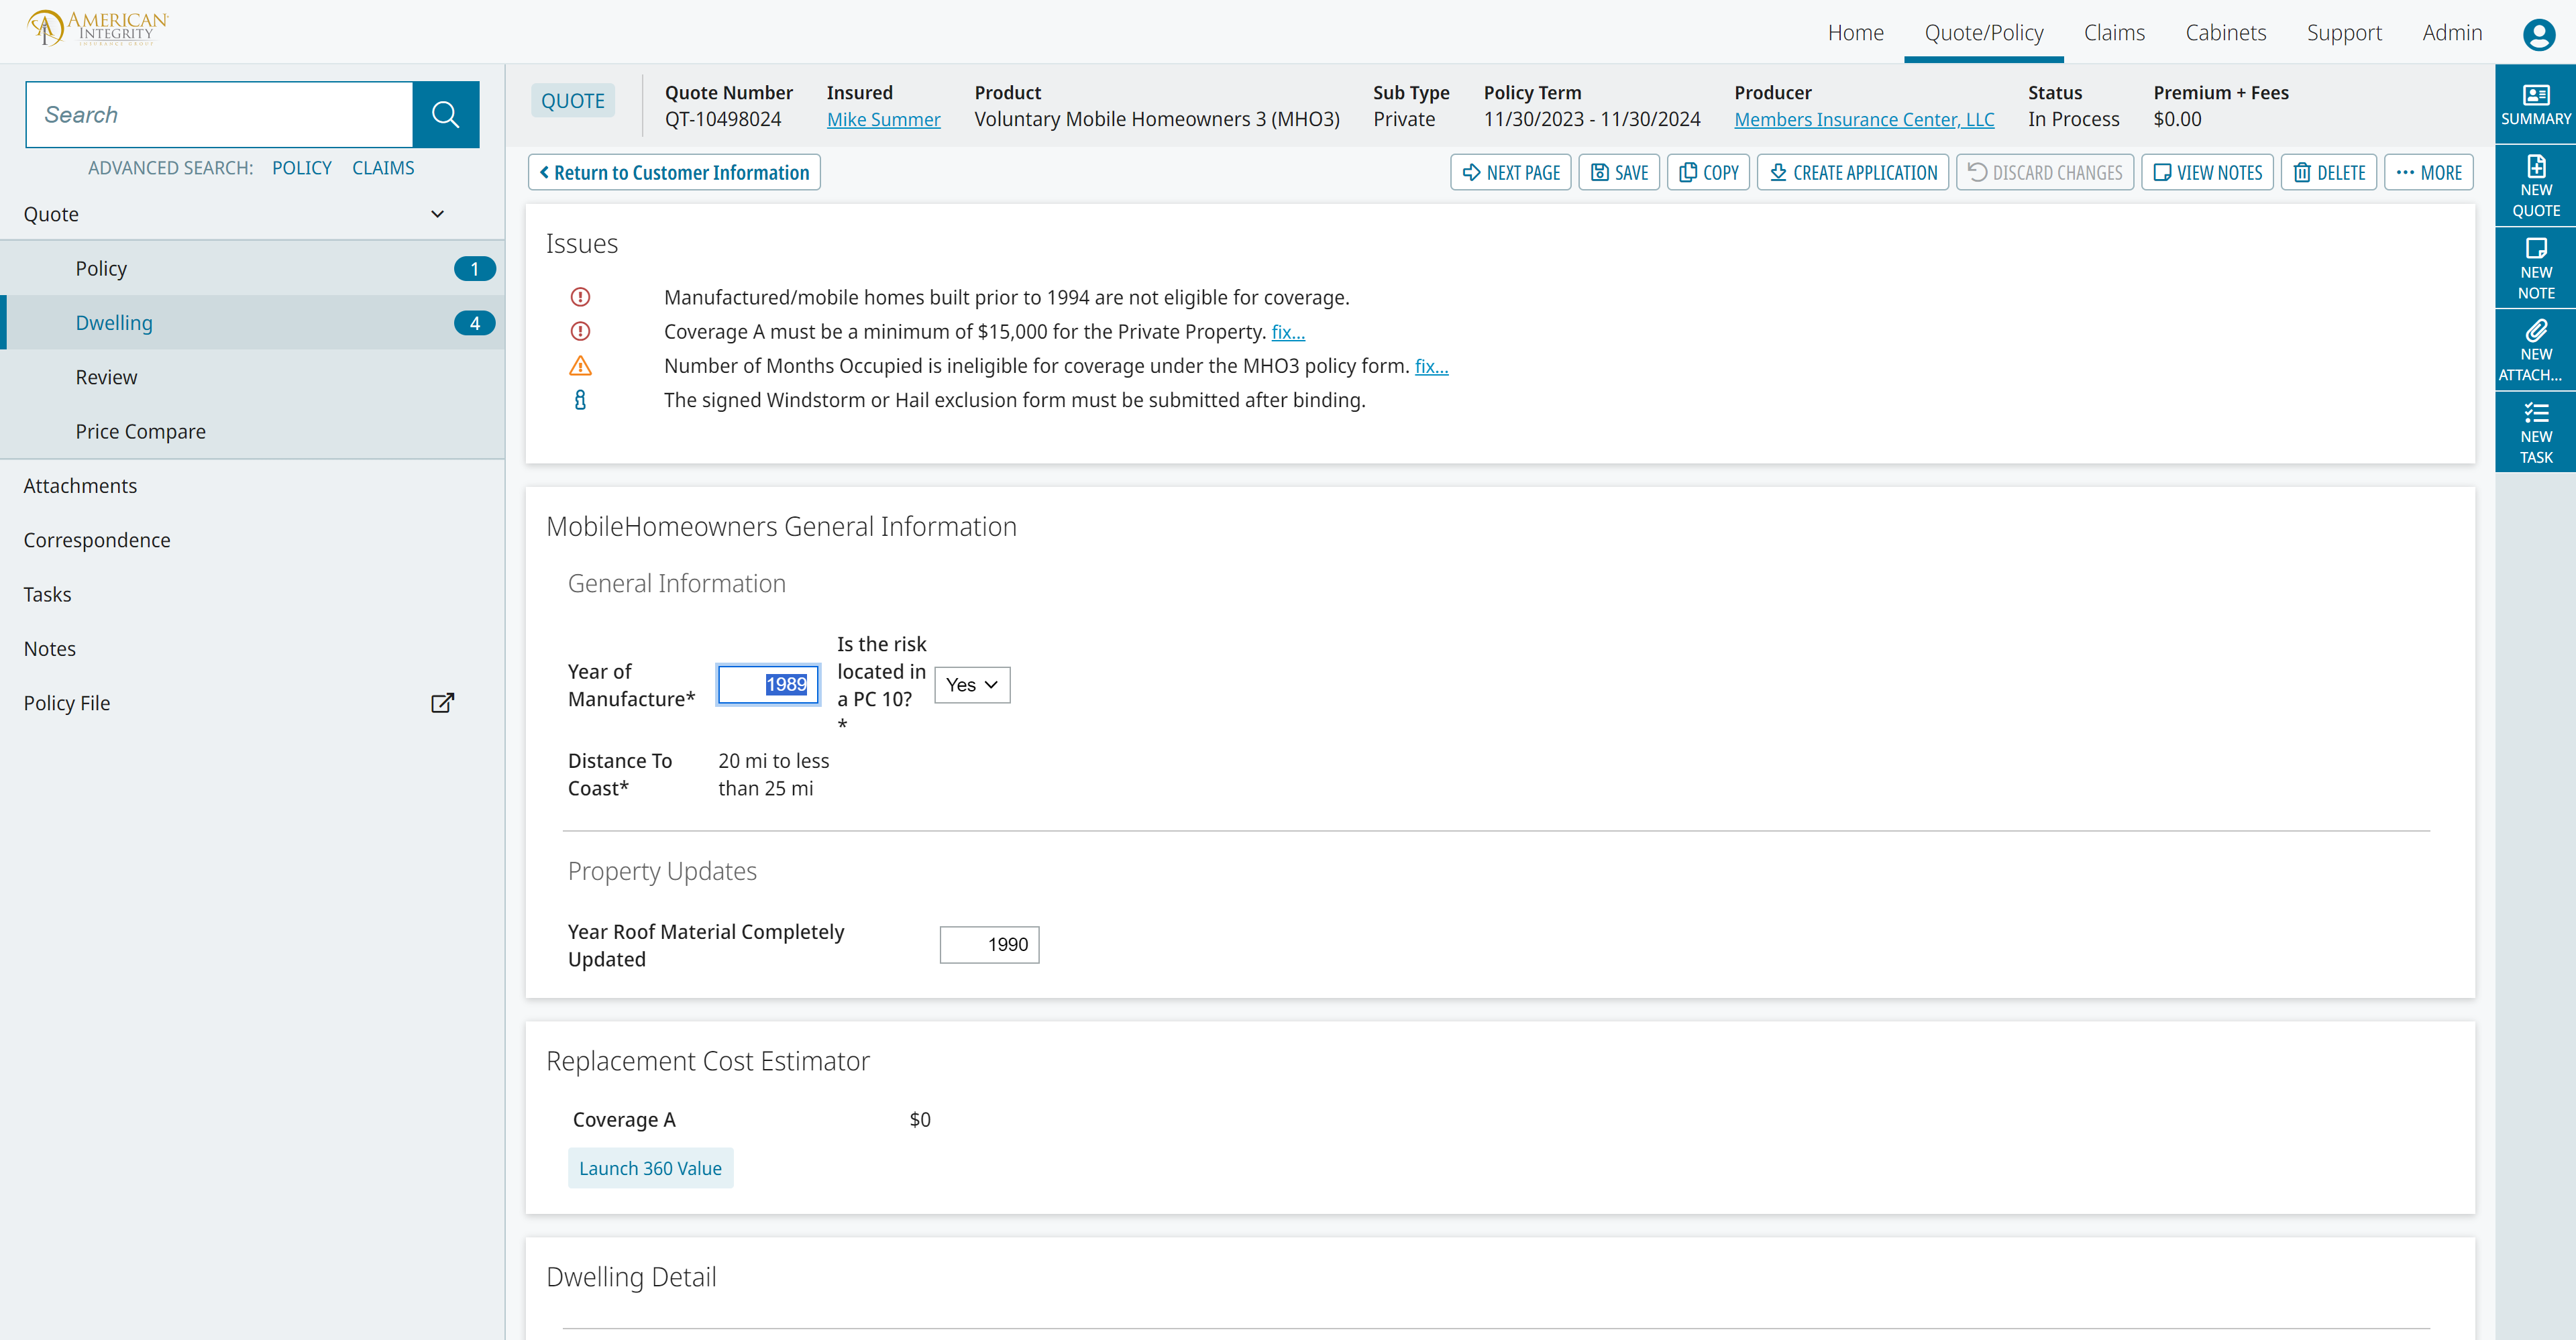 AMERICAN
INTEGRITY
INSURANCE GROUP
Home
Quote/Policy
Claims
Cabinets
Support
Admin
Search
ADVANCED SEARCH: POLICY CLAIMS
Quote
Policy 1
Dwelling 4
Review
Price Compare
Attachments
Correspondence
Tasks
Notes
Policy File
QUOTE
Quote Number
QT-10498024
Insured
Mike Summer
Product
Voluntary Mobile Homeowners 3 (MHO3)
Sub Type
Private
Policy Term
11/30/2023 - 11/30/2024
Producer
Members Insurance Center, LLC
Status
In Process
Premium + Fees
$0.00
Return to Customer Information
NEXT PAGE
SAVE
COPY
CREATE APPLICATION
DISCARD CHANGES
VIEW NOTES
DELETE
MORE
Issues
Manufactured/mobile homes built prior to 1994 are not eligible for coverage.
Coverage A must be a minimum of $15,000 for the Private Property. fix...
Number of Months Occupied is ineligible for coverage under the MHO3 policy form. fix...
The signed Windstorm or Hail exclusion form must be submitted after binding.
MobileHomeowners General Information
General Information
Year of
Manufacture*
1989
Is the risk
located in
a PC 10?
*
Yes
Distance To
Coast*
20 mi to less
than 25 mi
Property Updates
Year Roof Material Completely
Updated
1990
Replacement Cost Estimator
Coverage A $0
Launch 360 Value
Dwelling Detail
SUMMARY
NEW
QUOTE
NEW
NOTE
NEW
ATTACH...
NEW
TASK